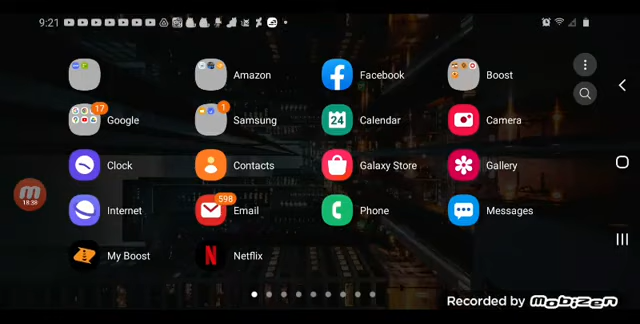 9:21
Amazon
Facebook
Boost
17
Google
1
Samsung
24
Calendar
Camera
Clock
Contacts
Galaxy Store
Gallery
18:38
Internet
598
Email
Phone
Messages
My Boost
N
Netflix
Recorded by Mobizen